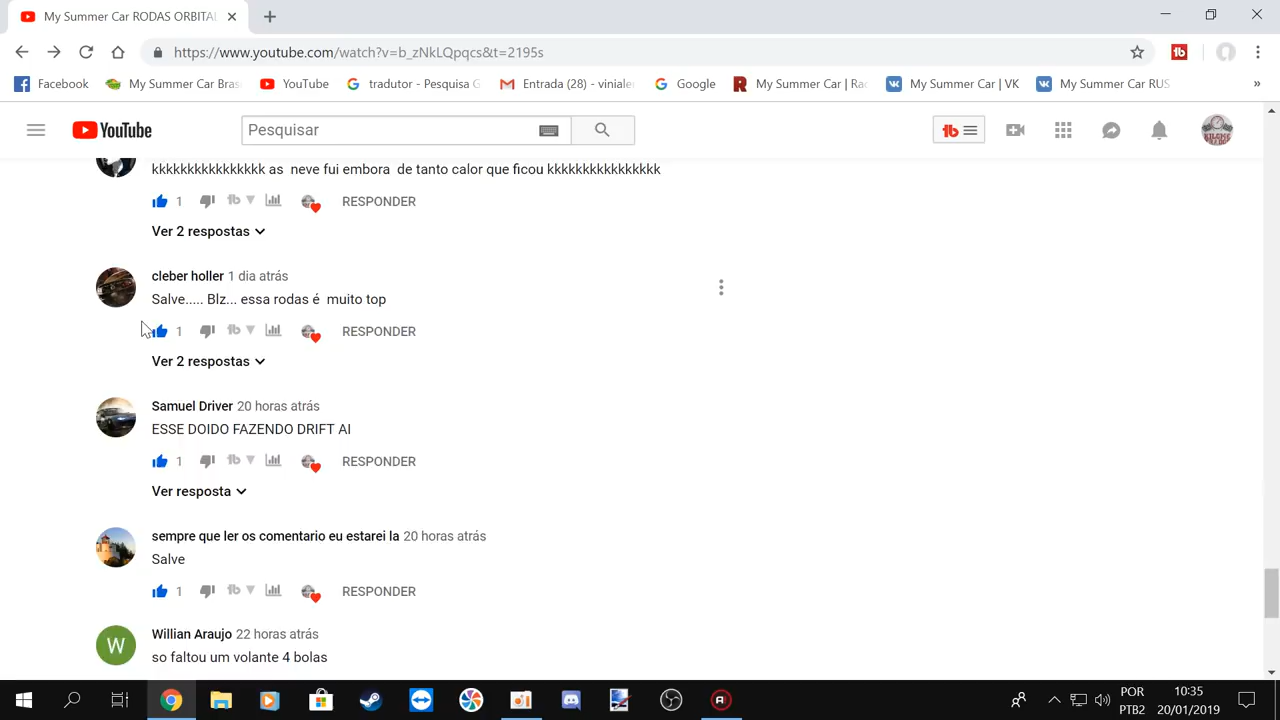 My Summer Car RODAS ORBITAL
https://www.youtube.com/watch?v=b_zNkLQpqcs&t=2195s
Facebook
My Summer Car Bras
YouTube
tradutor - Pesquisa G
Entrada (28) - viniale
Google
My Summer Car | Rac
My Summer Car | VK
My Summer Car RUS
»
YouTube
Pesquisar
kkkkkkkkkkkkkkkk as neve fui embora de tanto calor que ficou kkkkkkkkkkkkkkkk
1
RESPONDER
Ver 2 respostas
cleber holler 1 dia atrás
Salve..... Blz... essa rodas é muito top
1
RESPONDER
Ver 2 respostas
Samuel Driver 20 horas atrás
ESSE DOIDO FAZENDO DRIFT AI
1
RESPONDER
Ver resposta
sempre que ler os comentario eu estarei la 20 horas atrás
Salve
1
RESPONDER
W
Willian Araujo 22 horas atrás
so faltou um volante 4 bolas
POR
PTB2
10:35
20/01/2019